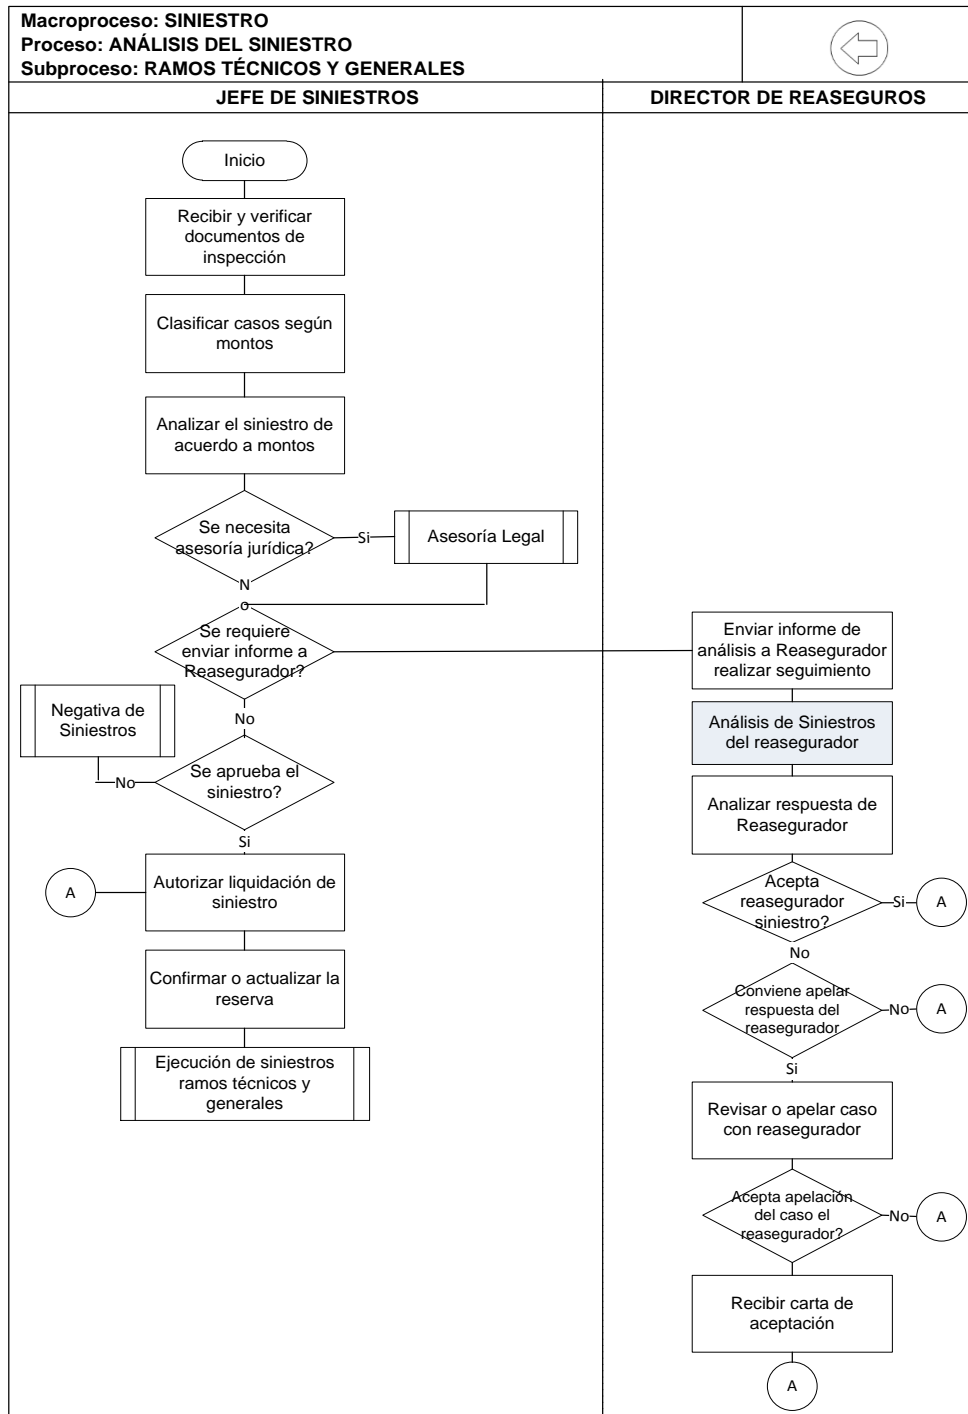 Macroproceso: SINIESTRO
Proceso: ANÁLISIS DEL SINIESTRO
Subproceso: RAMOS TÉCNICOS Y GENERALES
JEFE DE SINIESTROS
DIRECTOR DE REASEGUROS
Inicio
Recibir y verificar
documentos de
inspección
Clasificar casos según
montos
Analizar el siniestro de
acuerdo a montos
Se necesita
asesoría jurídica?
Si
Asesoría Legal
N
o
Se requiere
enviar informe a
Reasegurador?
No
Negativa de
Siniestros
No
Se aprueba el
siniestro?
Si
A
Autorizar liquidación de
siniestro
Confirmar o actualizar la
reserva
Ejecución de siniestros
ramos técnicos y
generales
Enviar informe de
análisis a Reasegurador
realizar seguimiento
Análisis de Siniestros
del reasegurador
Analizar respuesta de
Reasegurador
Acepta
reasegurador
siniestro?
Si
A
No
Conviene apelar
respuesta del
reasegurador
No
A
Si
Revisar o apelar caso
con reasegurador
Acepta apelación
del caso el
reasegurador?
No
A
Recibir carta de
aceptación
A